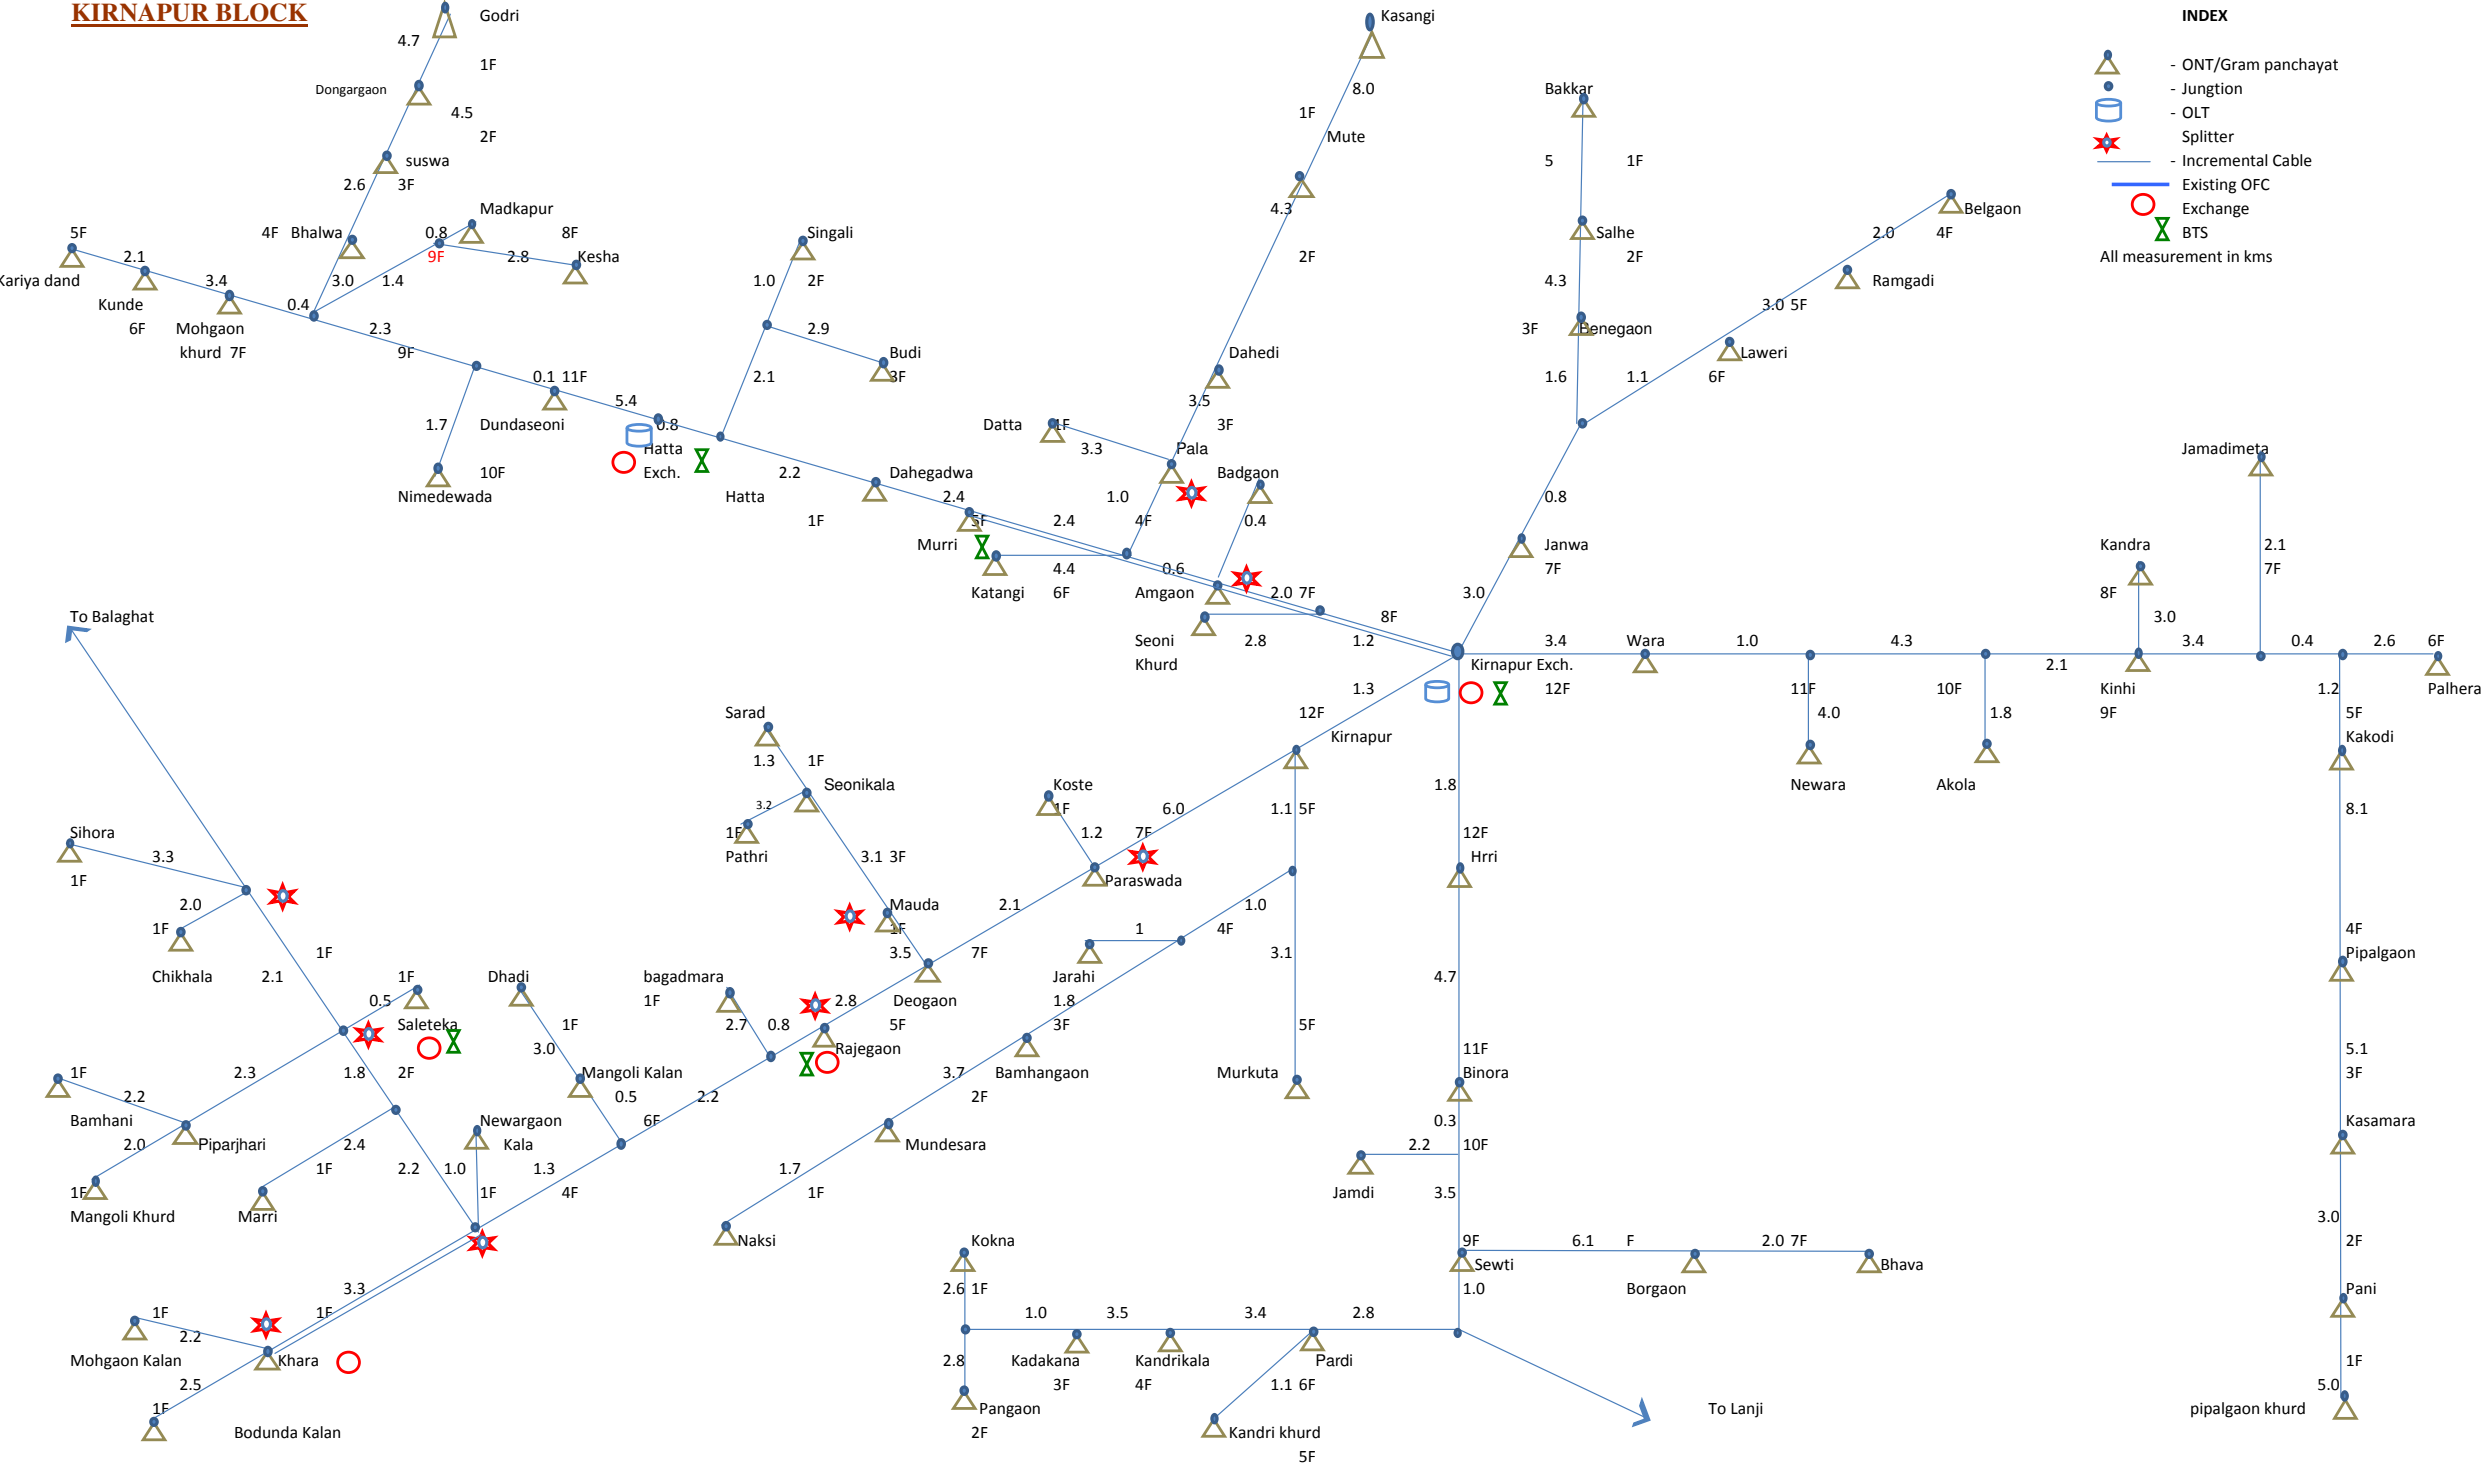 KIRNAPUR BLOCK
Godri
Kasangi
INDEX
4.7
1F
- ONT/Gram panchayat
Dongargaon
8.0
Bakkar
- Jungtion
4.5
1F
- OLT
2F
Mute
Splitter
suswa
5
1F
- Incremental Cable
2.6
3F
Existing OFC
Madkapur
4.3
Belgaon
Exchange
5F
4F
Bhalwa
0.8
8F
Singali
Salhe
2.0
4F
BTS
2.1
9F
2.8
Kesha
2F
2F
All measurement in kms
Kariya dand
3.4
3.0
1.4
1.0
2F
4.3
Ramgadi
Kunde
0.4
3.0 5F
6F
Mohgaon
2.3
2.9
3F
Benegaon
khurd 7F
9F
Budi
Dahedi
Laweri
0.1 11F
2.1
3F
1.6
1.1
6F
5.4
3.5
1.7
Dundaseoni
0.8
Datta
1F
3F
Hatta
3.3
Pala
Jamadimeta
10F
Exch.
2.2
Dahegadwa
Badgaon
Nimedewada
Hatta
2.4
1.0
0.8
1F
5F
2.4
4F
0.4
Murri
Janwa
Kandra
2.1
4.4
0.6
7F
7F
Katangi
6F
Amgaon
2.0 7F
3.0
8F
To Balaghat
8F
3.0
Seoni
2.8
1.2
3.4
Wara
1.0
4.3
3.4
0.4
2.6
6F
Khurd
Kirnapur Exch.
2.1
1.3
12F
11F
10F
Kinhi
1.2
Palhera
Sarad
12F
4.0
1.8
9F
5F
Kirnapur
Kakodi
1.3
1F
Seonikala
Koste
1.8
Newara
Akola
3.2
1F
6.0
1.1 5F
8.1
Sihora
1F
1.2
7F
12F
3.3
Pathri
3.1 3F
Hrri
1F
Paraswada
2.0
Mauda
2.1
1.0
1F
1F
1
4F
4F
1F
3.5
7F
3.1
Pipalgaon
Chikhala
2.1
1F
Dhadi
bagadmara
Jarahi
4.7
0.5
1F
2.8
Deogaon
1.8
Saleteka
1F
2.7
0.8
5F
3F
5F
3.0
Rajegaon
11F
5.1
1F
2.3
1.8
2F
Mangoli Kalan
3.7
Bamhangaon
Murkuta
Binora
3F
2.2
0.5
2.2
2F
Bamhani
Newargaon
6F
0.3
Kasamara
2.0
Piparjhari
2.4
Kala
Mundesara
2.2
10F
1F
2.2
1.0
1.3
1.7
1F
1F
4F
1F
Jamdi
3.5
Mangoli Khurd
Marri
3.0
Naksi
Kokna
9F
6.1
F
2.0 7F
2F
Sewti
Bhava
3.3
2.6 1F
1.0
Borgaon
Pani
1F
1F
1.0
3.5
3.4
2.8
2.2
Mohgaon Kalan
Khara
2.8
Kadakana
Kandrikala
Pardi
1F
2.5
3F
4F
1.1 6F
5.0
1F
Pangaon
To Lanji
pipalgaon khurd
Bodunda Kalan
2F
Kandri khurd
5F